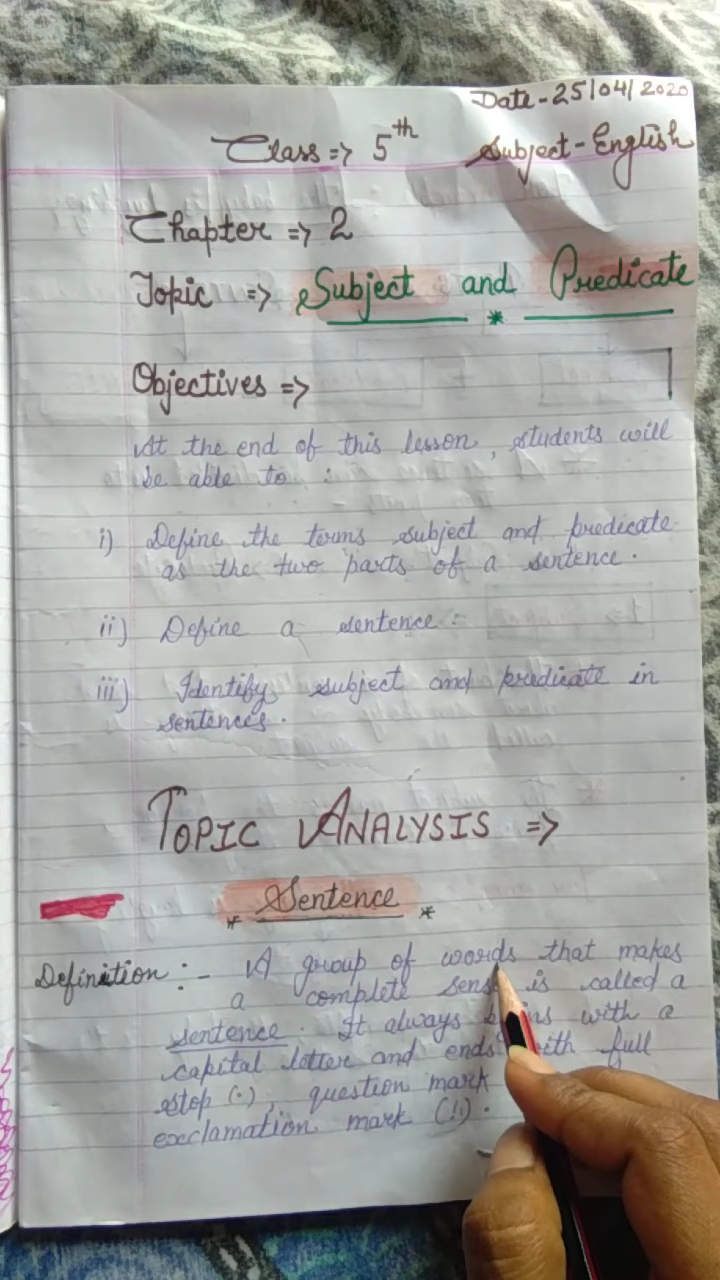 Date-25/04/2020
Class=> 5th Subject-English
Chapter => 2
Topic => Subject and Predicate
*
Objectives =>
At the end of this lesson, students will
be able to :
i) Define the terms subject and predicate
as the two parts of a sentence.
ii) Define a sentence.
iii) Identify subject and predicate in
sentences.
TOPIC ANALYSIS =>
* Sentence *
Definition :- A group of words that makes
a complete sense is called a
sentence. It always with a
capital letter and ends with full
stop (.), question mark
exclamation mark (!).